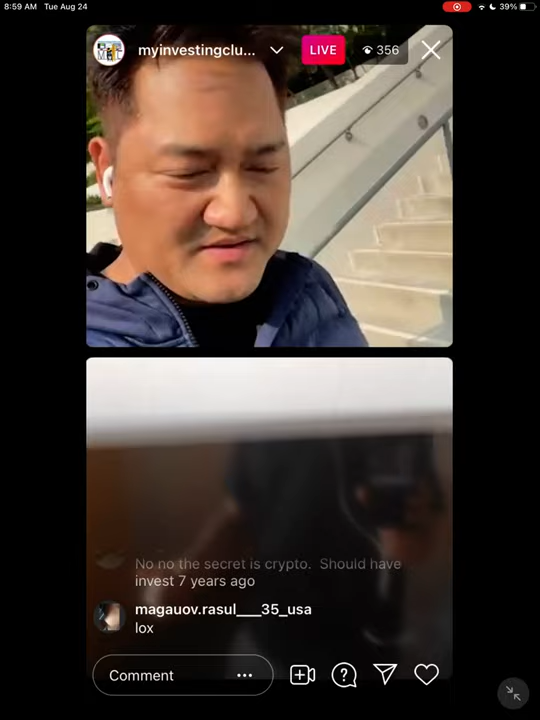 8:59 AM Tue Aug 24
39%
myinvestingclu...
LIVE
356
No no the secret is crypto. Should have
invest 7 years ago
magauov.rasul___35_usa
lox
Comment